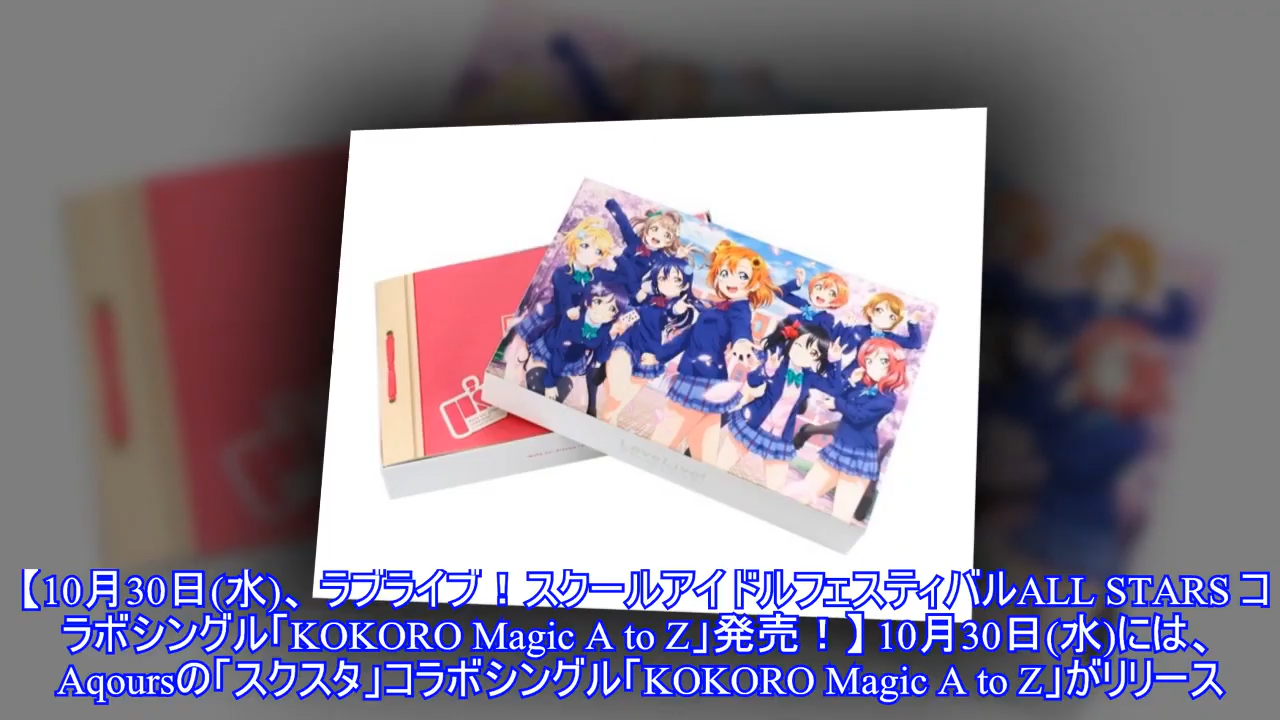 LoveLive!
【10月30日(水)、ラブライブ！スクールアイドルフェスティバルALL STARS コ
ラボシングル「KOKORO Magic A to Z」発売！】10月30日(水)には、
Aqoursの「スクスタ」コラボシングル「KOKORO Magic A to Z」がリリース